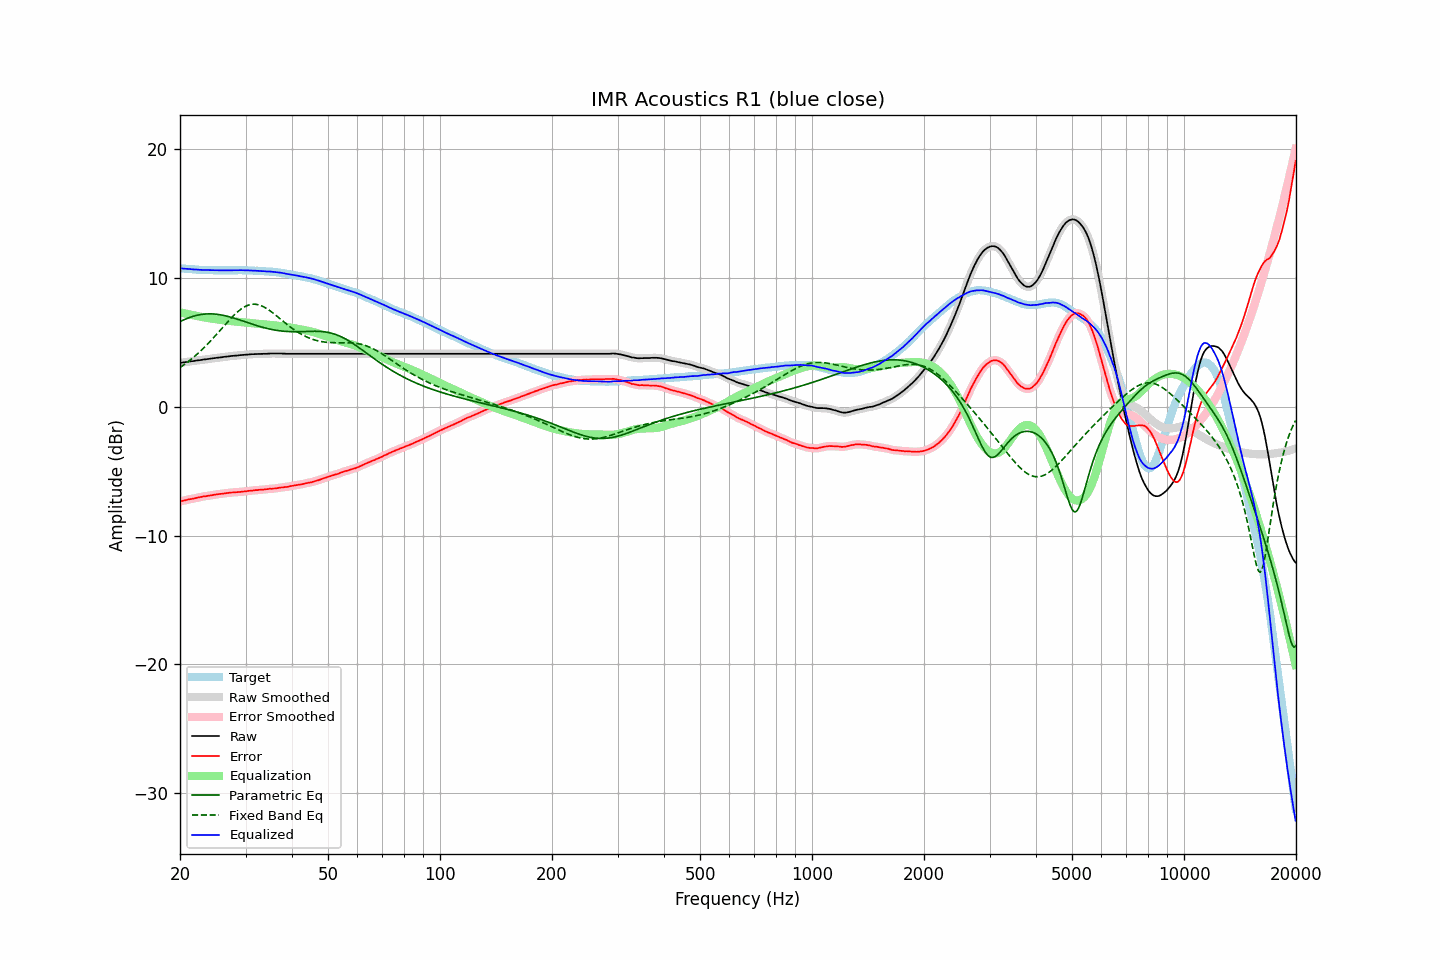 IMR Acoustics R1 (blue close)
20
10
0
−10
−20
−30
Amplitude (dBr)
Target
Raw Smoothed
Error Smoothed
Raw
Error
Equalization
Parametric Eq
Fixed Band Eq
Equalized
20 50 100 200 500 1000 2000 5000 10000 20000
Frequency (Hz)